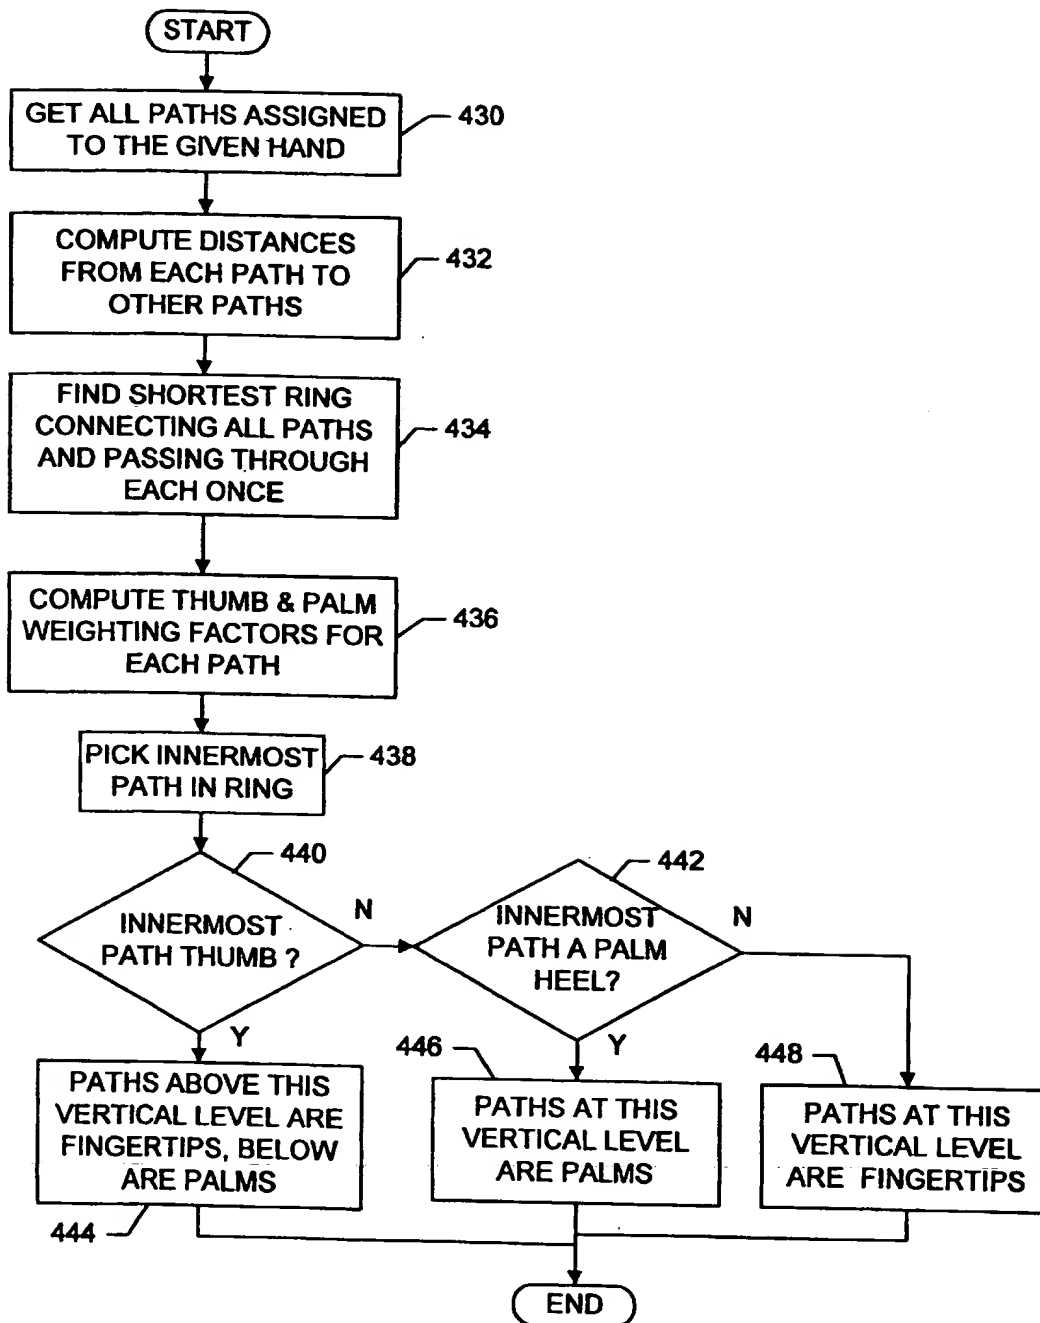 START
GET ALL PATHS ASSIGNED
TO THE GIVEN HAND
430
COMPUTE DISTANCES
FROM EACH PATH TO
OTHER PATHS
432
FIND SHORTEST RING
CONNECTING ALL PATHS
AND PASSING THROUGH
EACH ONCE
434
COMPUTE THUMB & PALM
WEIGHTING FACTORS FOR
EACH PATH
436
PICK INNERMOST
PATH IN RING
438
440
INNERMOST
PATH THUMB ?
N
Y
442
INNERMOST
PATH A PALM
HEEL?
N
Y
PATHS ABOVE THIS
VERTICAL LEVEL ARE
FINGERTIPS, BELOW
ARE PALMS
444
446
PATHS AT THIS
VERTICAL LEVEL
ARE PALMS
448
PATHS AT THIS
VERTICAL LEVEL
ARE FINGERTIPS
END